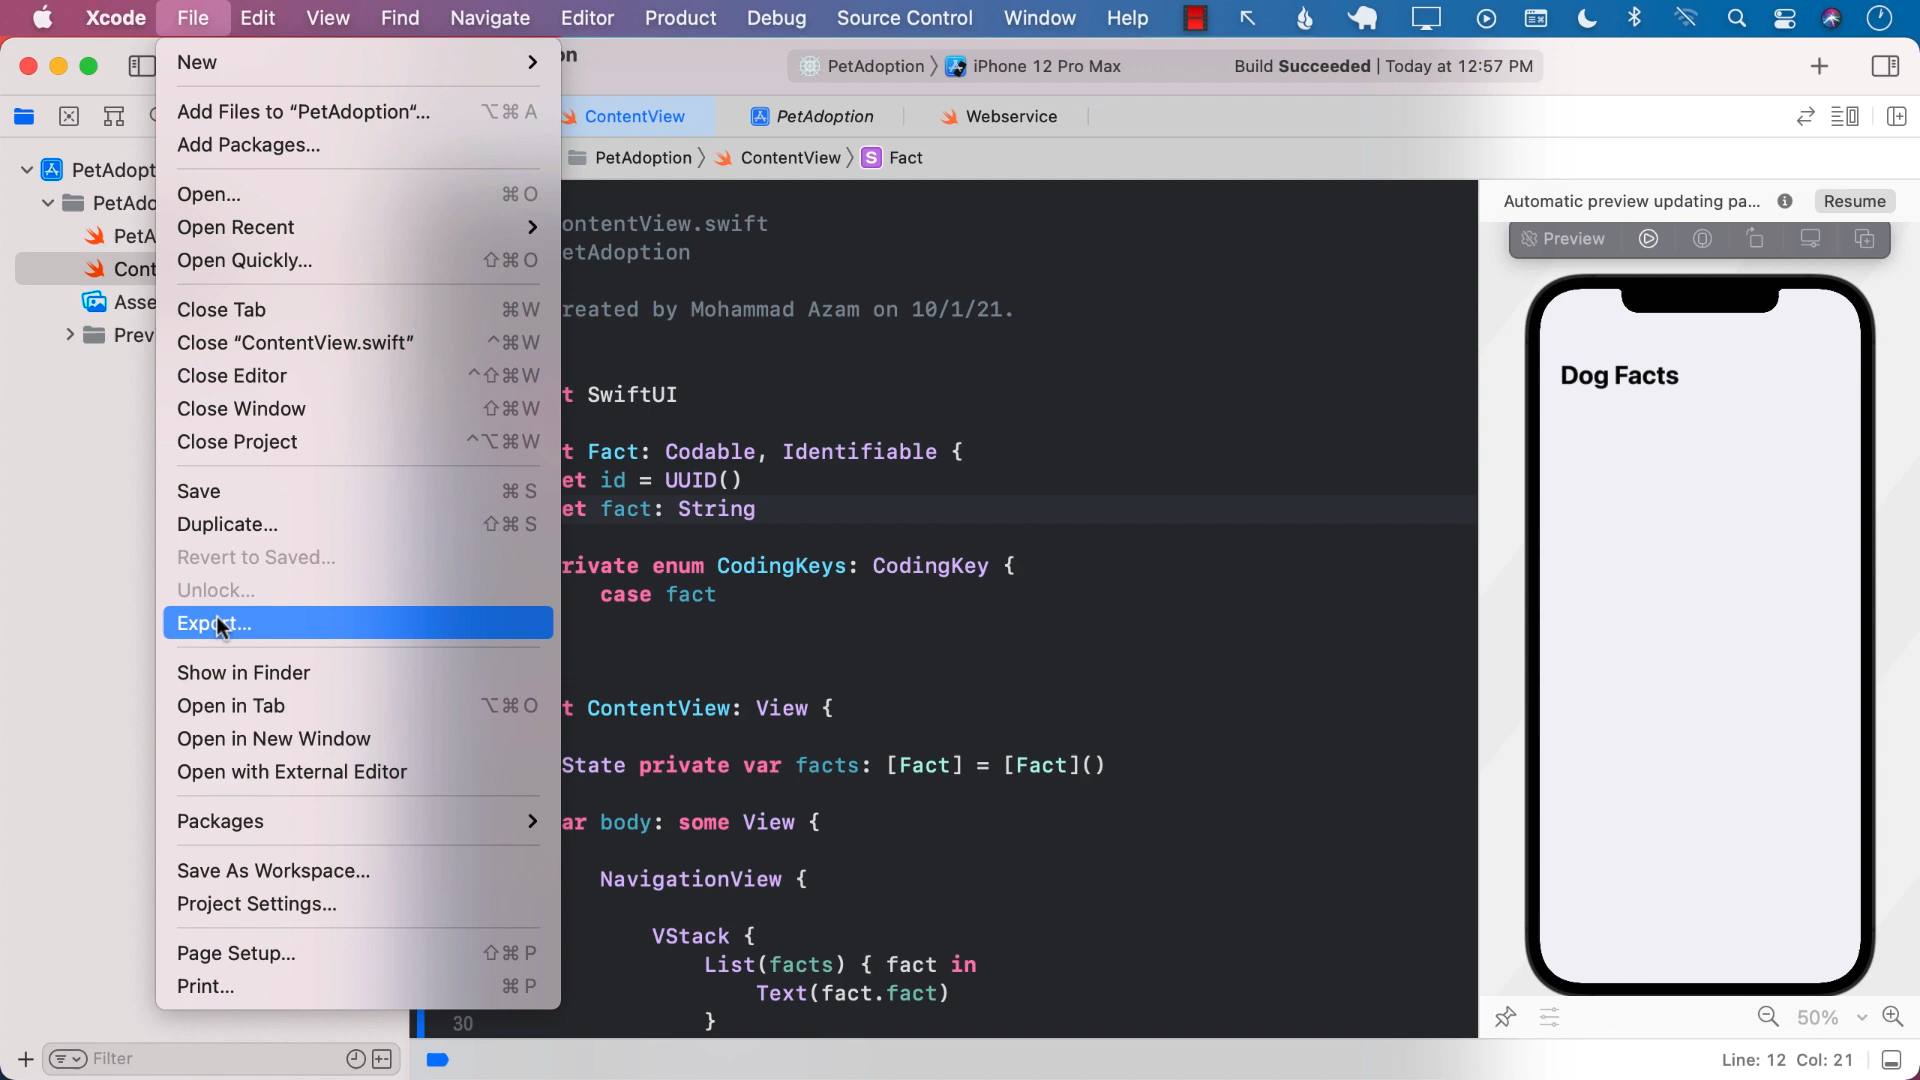 Xcode File Edit View Find Navigate Editor Product Debug Source Control Window Help
PetAdoption iPhone 12 Pro Max Build Succeeded | Today at 12:57 PM
on
ContentView PetAdoption Webservice
PetAdoption ContentView S Fact
New
Add Files to “PetAdoption“... ⌥⌘A
Add Packages...
Open... ⌘O
Open Recent
Open Quickly... ⇧⌘O
Close Tab ⌘W
Close “ContentView.swift” ^⌘W
Close Editor ^⇧⌘W
Close Window ⇧⌘W
Close Project ^⌥⌘W
Save ⌘S
Duplicate... ⇧⌘S
Revert to Saved...
Unlock...
Export...
Show in Finder
Open in Tab ⌥⌘O
Open in New Window
Open with External Editor
Packages
Save As Workspace...
Project Settings...
Page Setup... ⇧⌘P
Print... ⌘P
PetAdopt
PetAdo
PetA
Cont
Asse
Prev
ontentView.swift
etAdoption
reated by Mohammad Azam on 10/1/21.
t SwiftUI
t Fact: Codable, Identifiable {
et id = UUID()
et fact: String
rivate enum CodingKeys: CodingKey {
case fact
t ContentView: View {
State private var facts: [Fact] = [Fact]()
ar body: some View {
NavigationView {
VStack {
List(facts) { fact in
Text(fact.fact)
30 }
Automatic preview updating pa... Resume
Preview
Dog Facts
50%
Filter
Line: 12 Col: 21